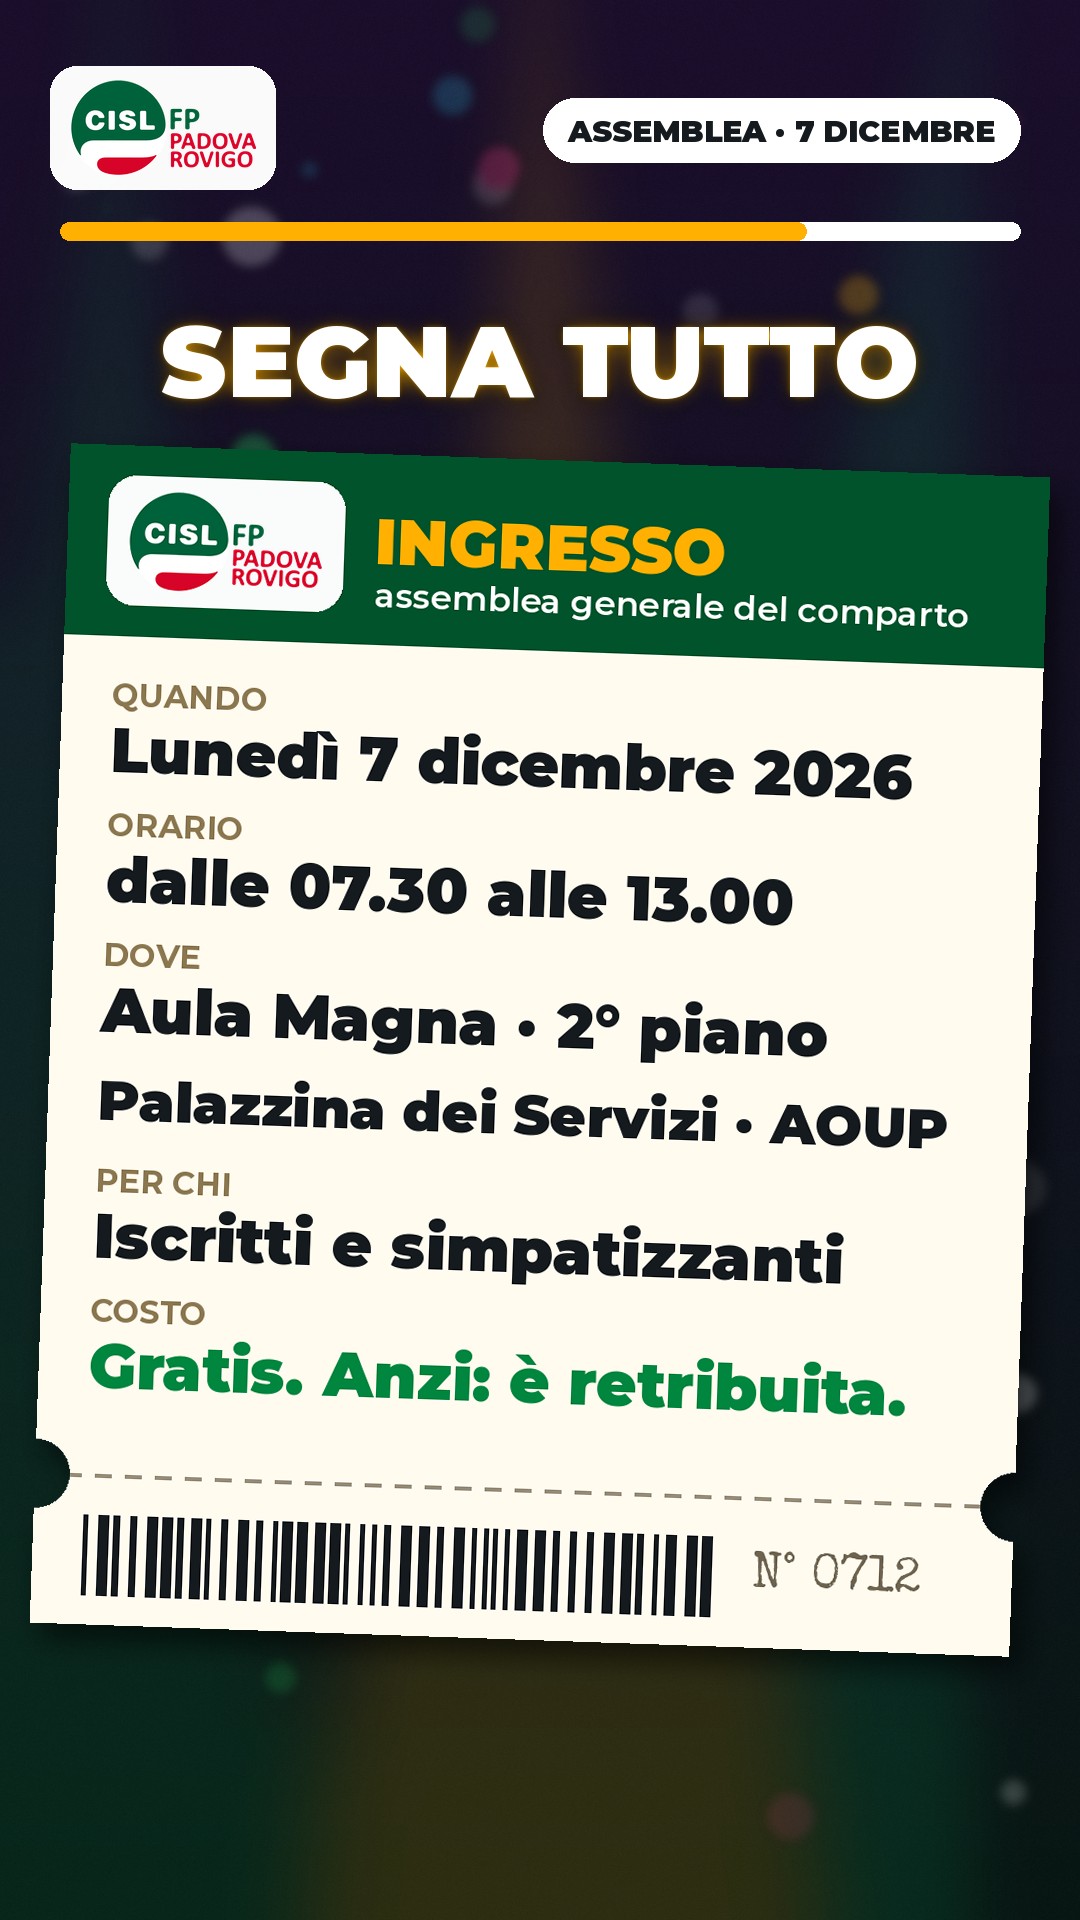 CISL FP
PADOVA
ROVIGO
ASSEMBLEA • 7 DICEMBRE
SEGNA TUTTO
CISL FP
PADOVA
ROVIGO
INGRESSO
assemblea generale del comparto
QUANDO
Lunedì 7 dicembre 2026
ORARIO
dalle 07.30 alle 13.00
DOVE
Aula Magna • 2° piano
Palazzina dei Servizi • AOUP
PER CHI
Iscritti e simpatizzanti
COSTO
Gratis. Anzi: è retribuita.
N° 0712